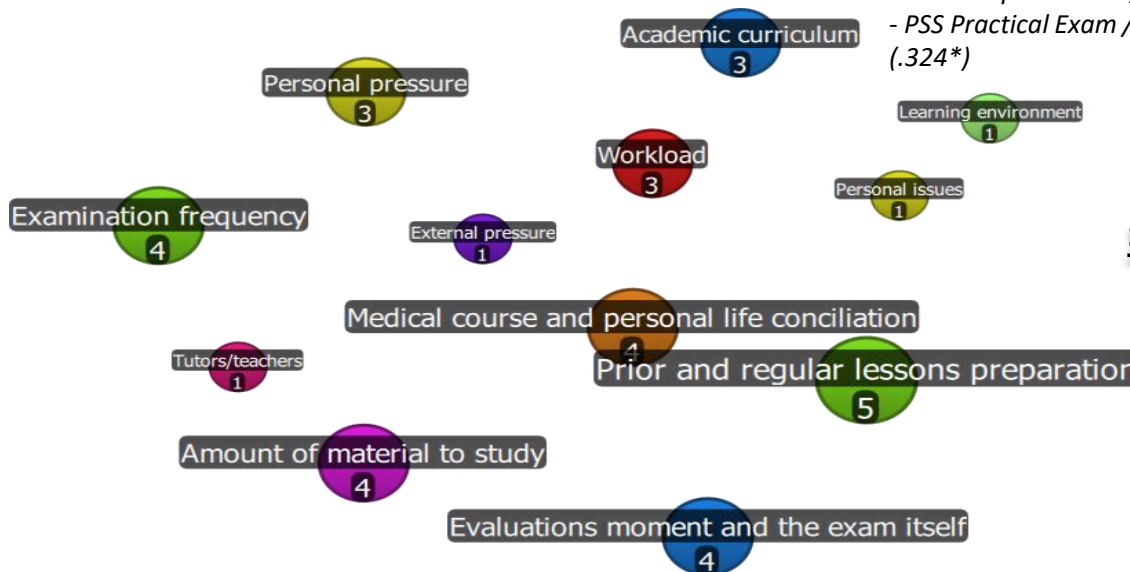 - PSS Practical Exam /
(.324*)
Academic curriculum
3
Personal pressure
3
Learning environment
1
Workload
3
Personal issues
1
Examination frequency
4
External pressure
1
Medical course and personal life conciliation
4
Tutors/teachers
1
Prior and regular lessons preparation
5
Amount of material to study
4
Evaluations moment and the exam itself
4